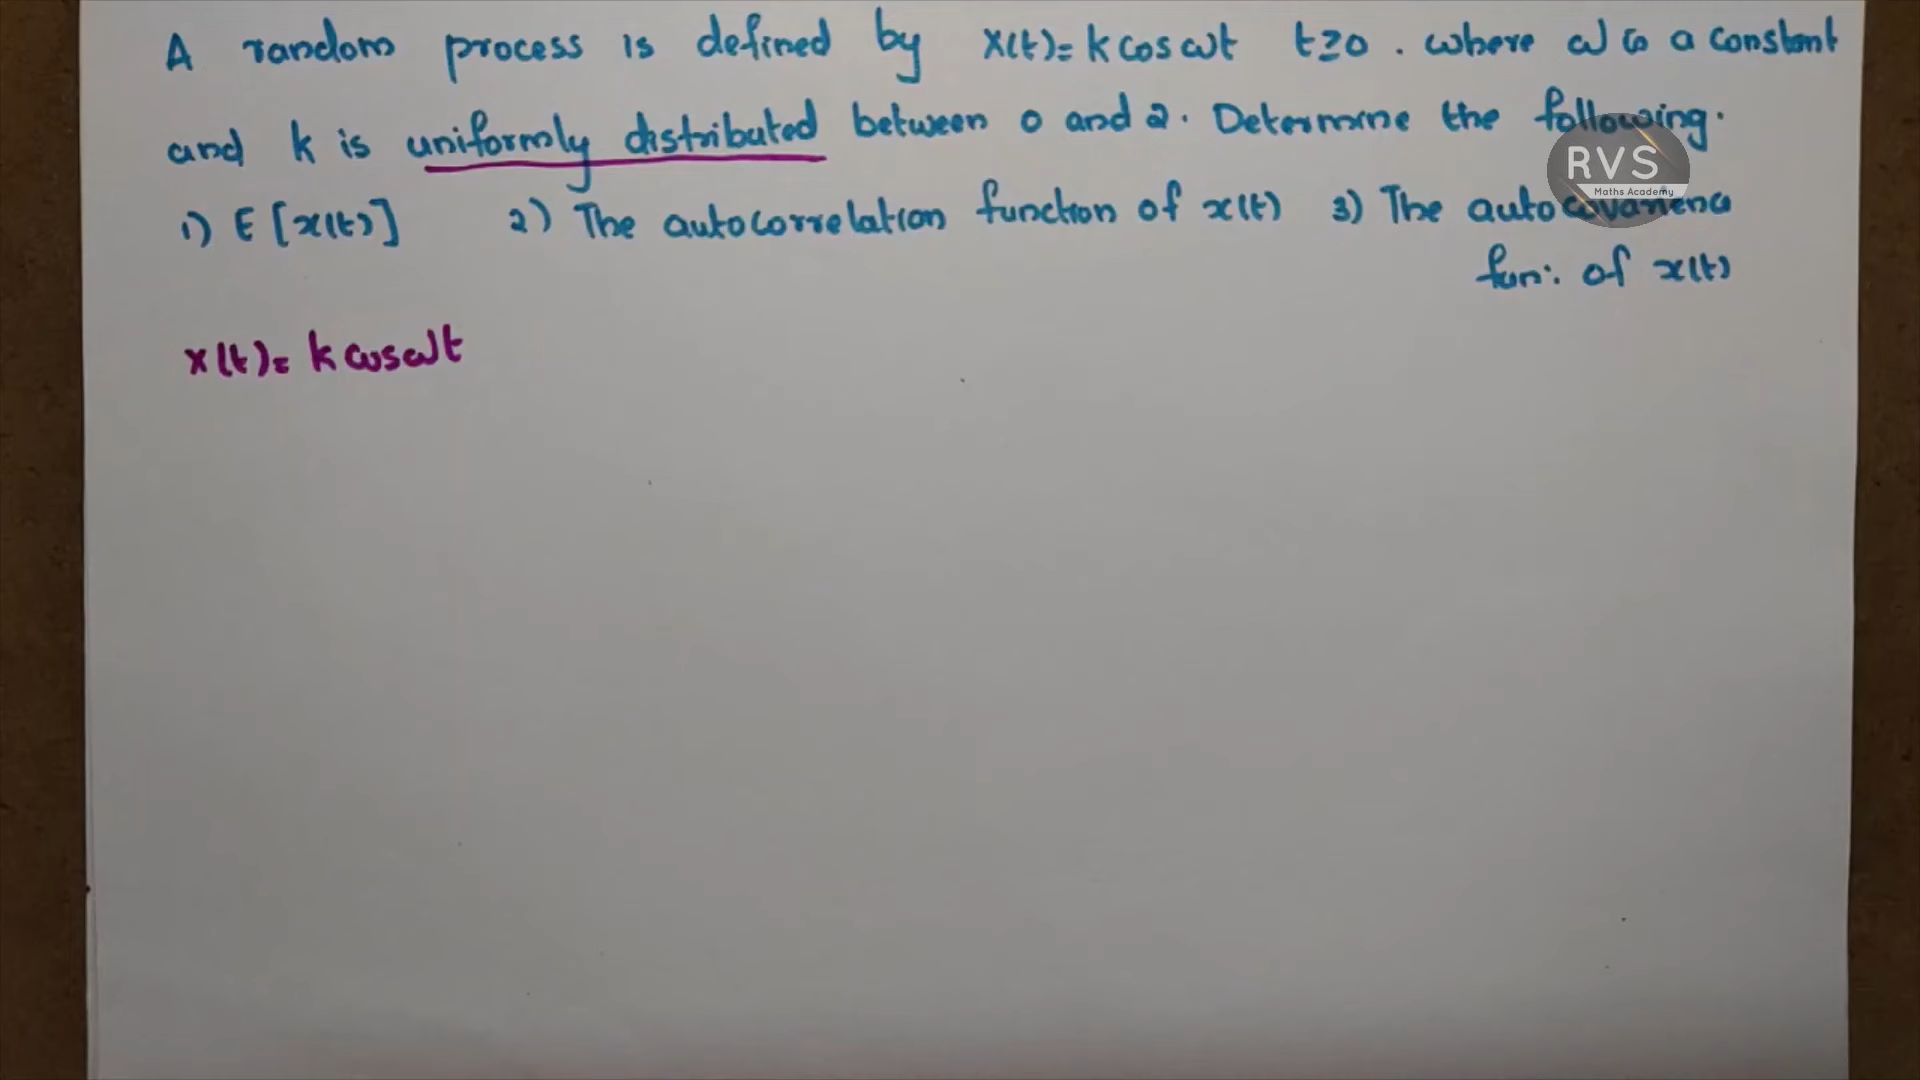 A random process is defined by X(t)= k cos ωt t≥0 . where ω is a constant
and k is uniformly distributed between 0 and 2. Determine the following.
RVS
Maths Academy
1) E [x(t)] 2) The autocorrelation function of x(t) 3) The autocovarienc
fun: of x(t)
X(t)= k cosωt